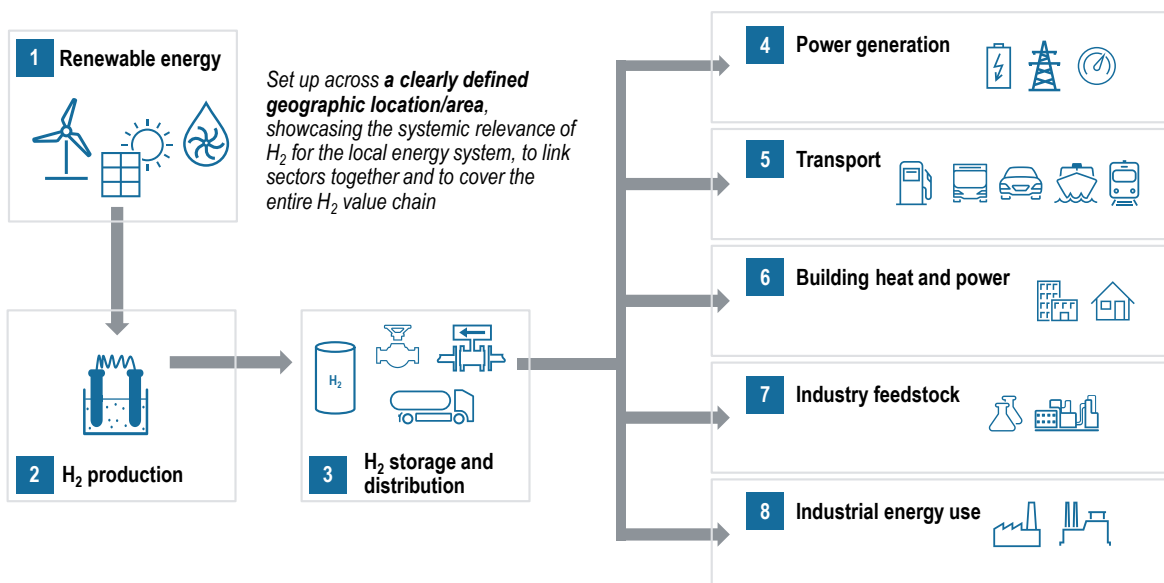 1 Renewable energy
Set up across a clearly defined
geographic location/area,
showcasing the systemic relevance of
H₂ for the local energy system, to link
sectors together and to cover the
entire H₂ value chain
2 H₂ production
H₂
3 H₂ storage and
distribution
4 Power generation
5 Transport
6 Building heat and power
7 Industry feedstock
8 Industrial energy use